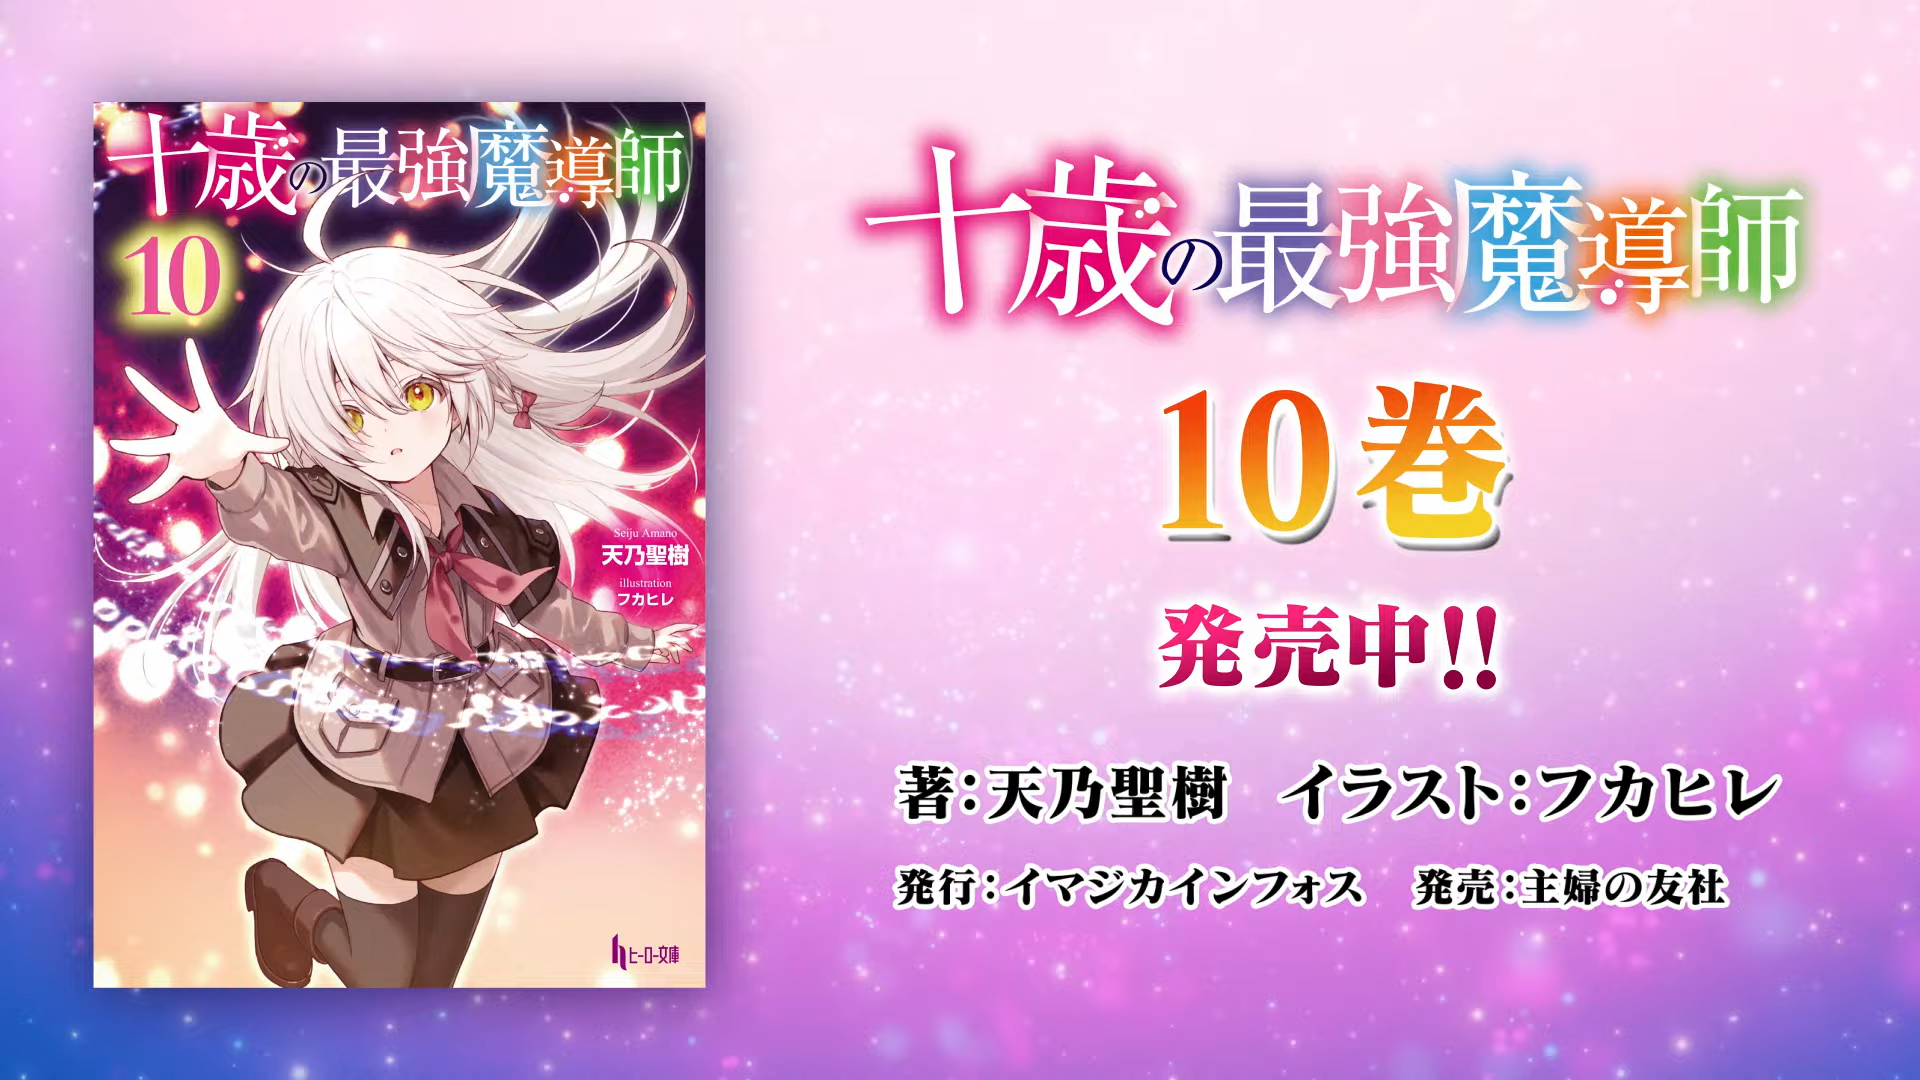 十歳の最強魔導師
10
Seiju Amano
天乃聖樹
illustration
フカヒレ
ヒーロー文庫
十歳の最強魔導師
10巻
発売中!!
著:天乃聖樹 イラスト:フカヒレ
発行:イマジカインフォス 発売:主婦の友社